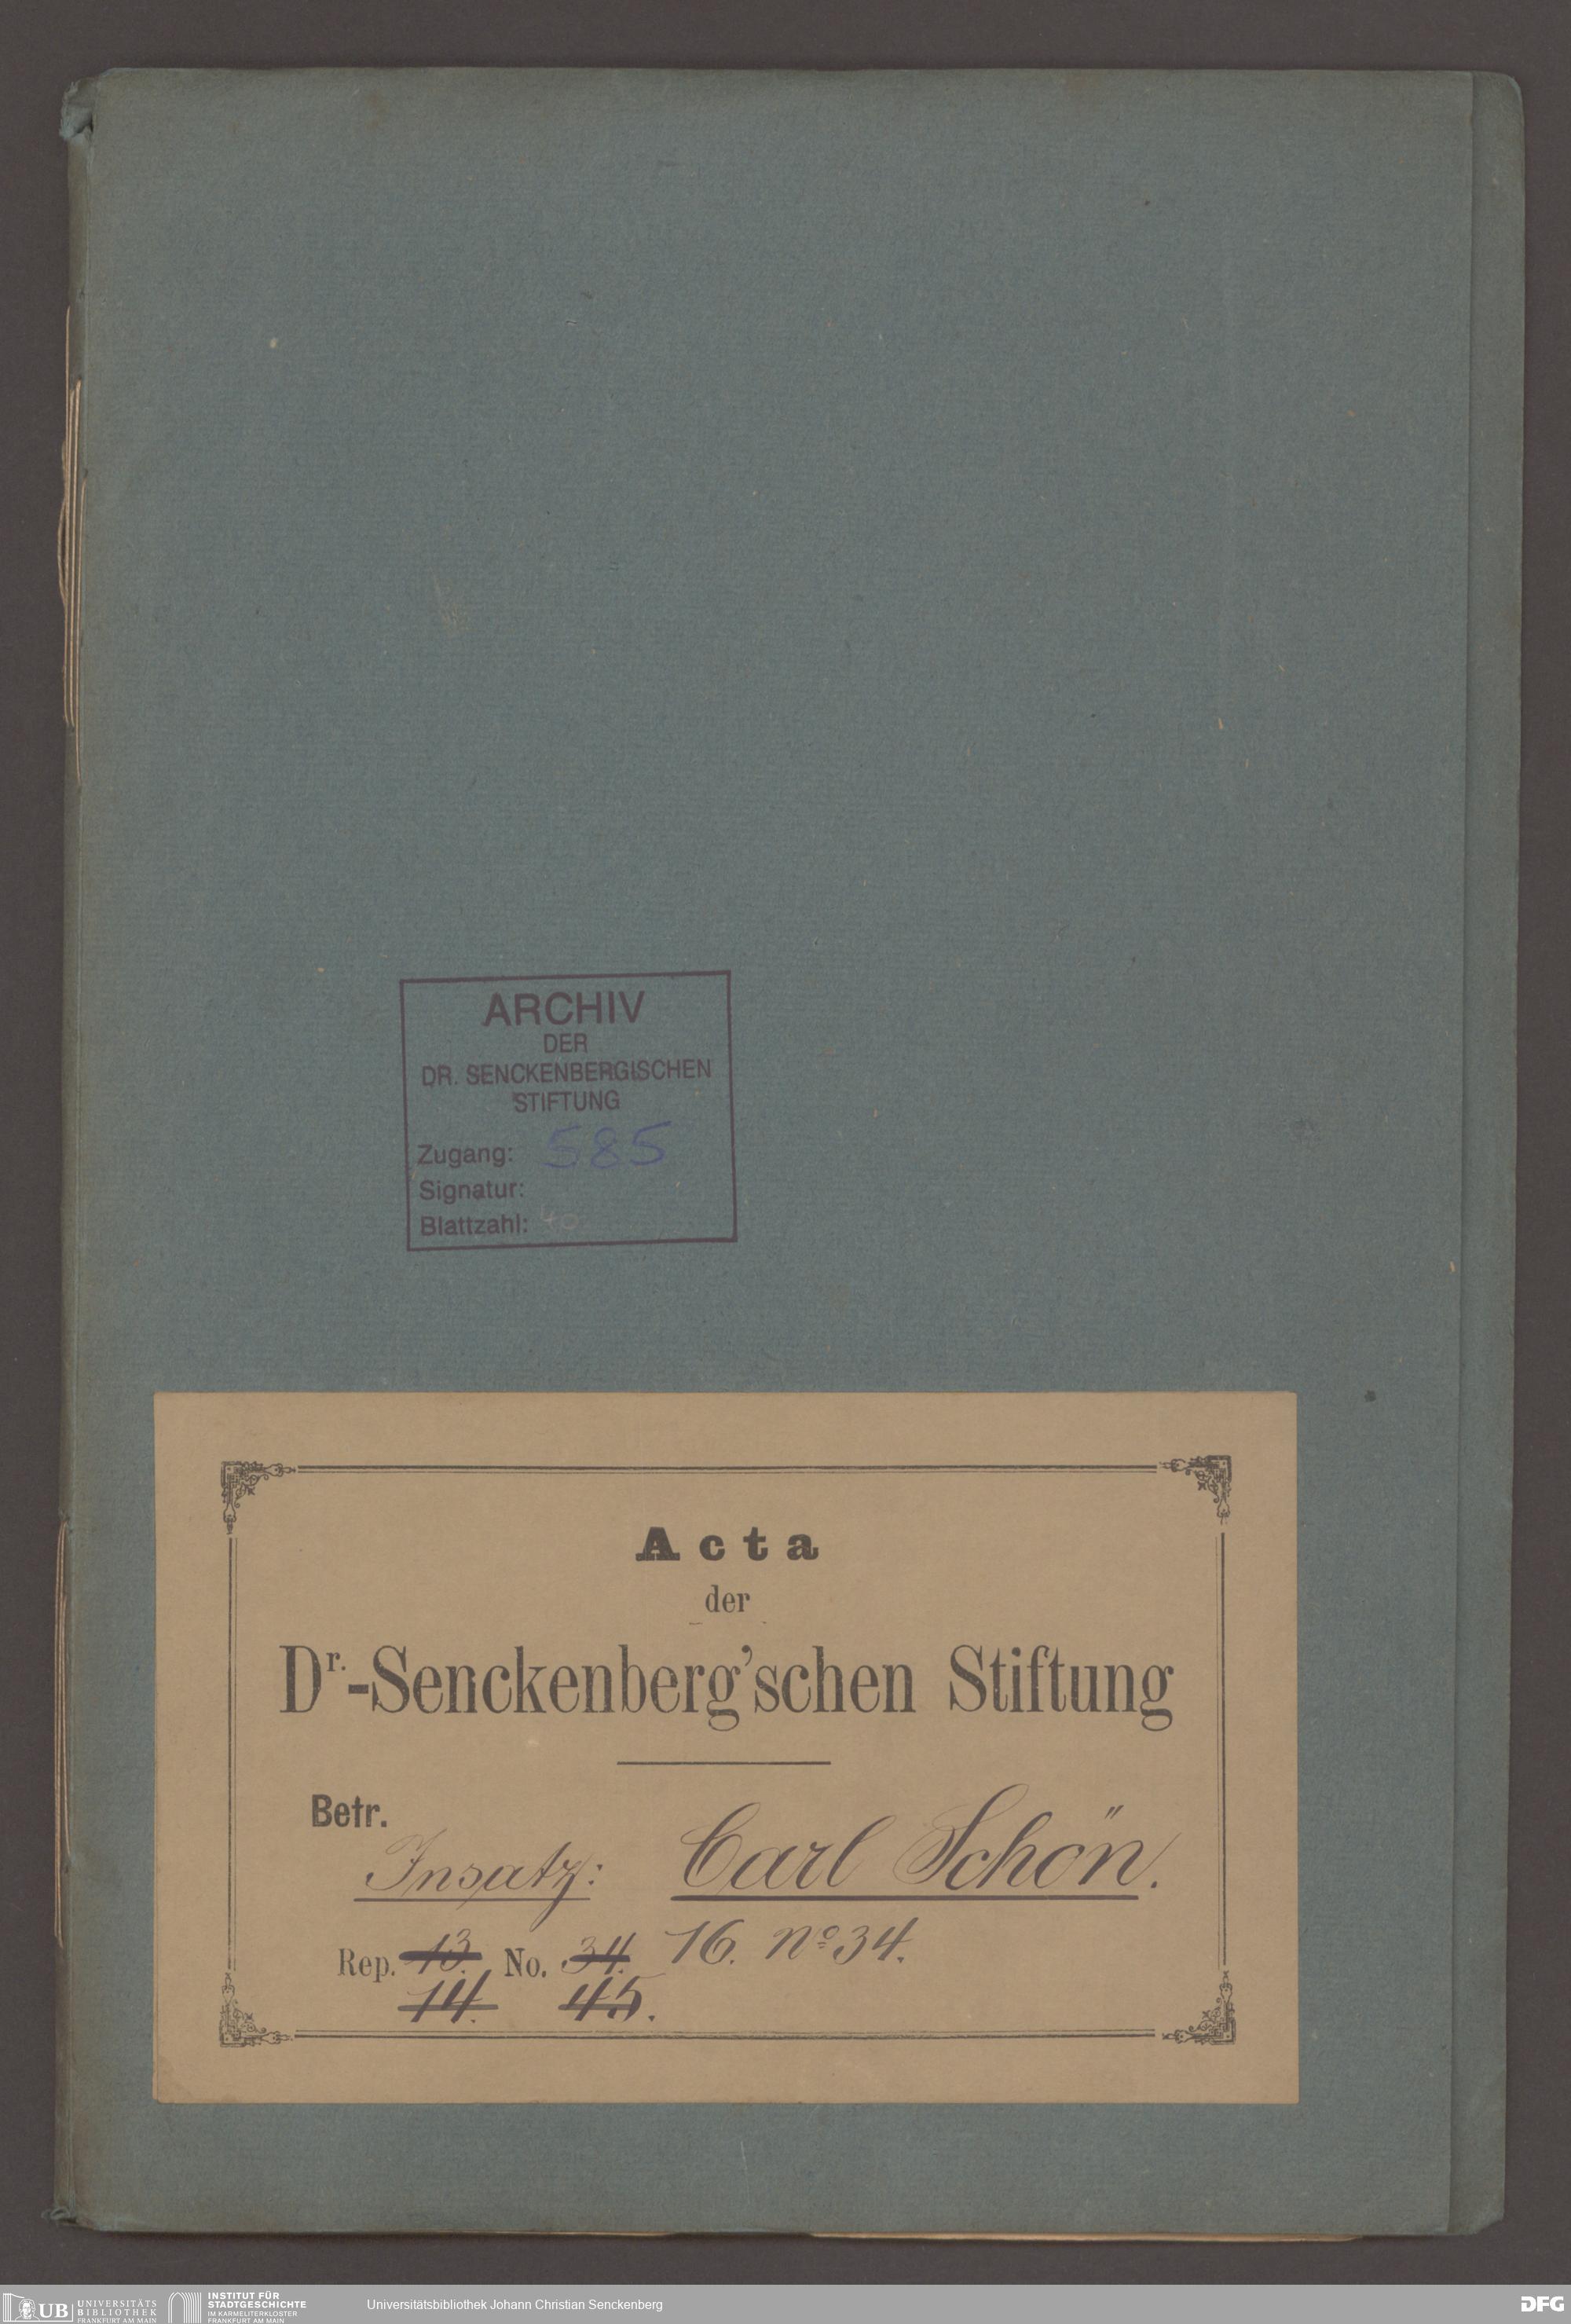 ARCHIV
DER
DR. SENCKENBERGISCHEN
STIFTUNG
Zugang: 585
Signatur:
Blattzahl: 40
Acta
der
Dr.-Senckenberg'schen Stiftung
Betr.
Insatz: Carl Schön.
Rep. 13. No. 34. 16. No 34.
14. 45.
UB UNIVERSITÄTS BIBLIOTHEK FRANKFURT AM MAIN
INSTITUT FÜR STADTGESCHICHTE IM KARMELITERKLOSTER FRANKFURT AM MAIN
Universitätsbibliothek Johann Christian Senckenberg
DFG